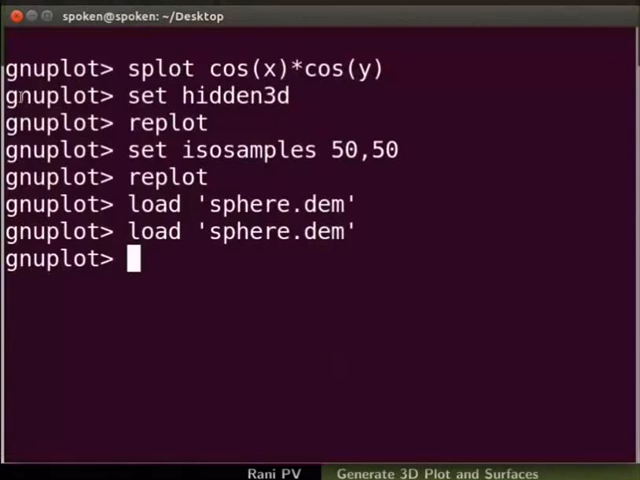 spoken@spoken: ~/Desktop
gnuplot> splot cos(x)*cos(y)
gnuplot> set hidden3d
gnuplot> replot
gnuplot> set isosamples 50,50
gnuplot> replot
gnuplot> load 'sphere.dem'
gnuplot> load 'sphere.dem'
gnuplot>
Rani PV Generate 3D Plot and Surfaces